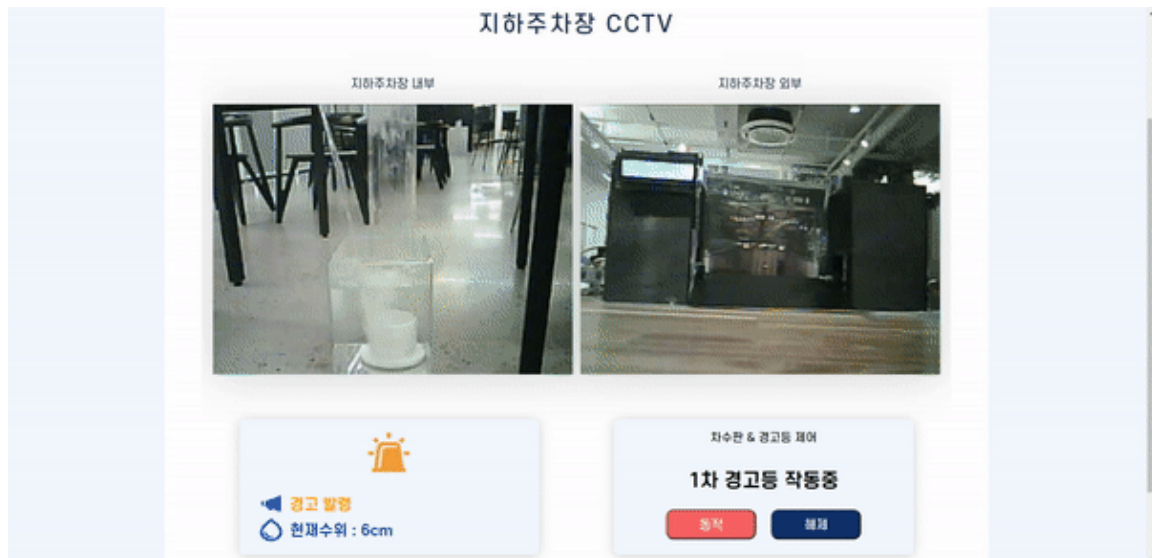 지하주차장 CCTV
지하주차장 내부
지하주차장 외부
경고 발령
현재수위 : 6cm
차수판 & 경고등 제어
1차 경고등 작동중
동작
해제